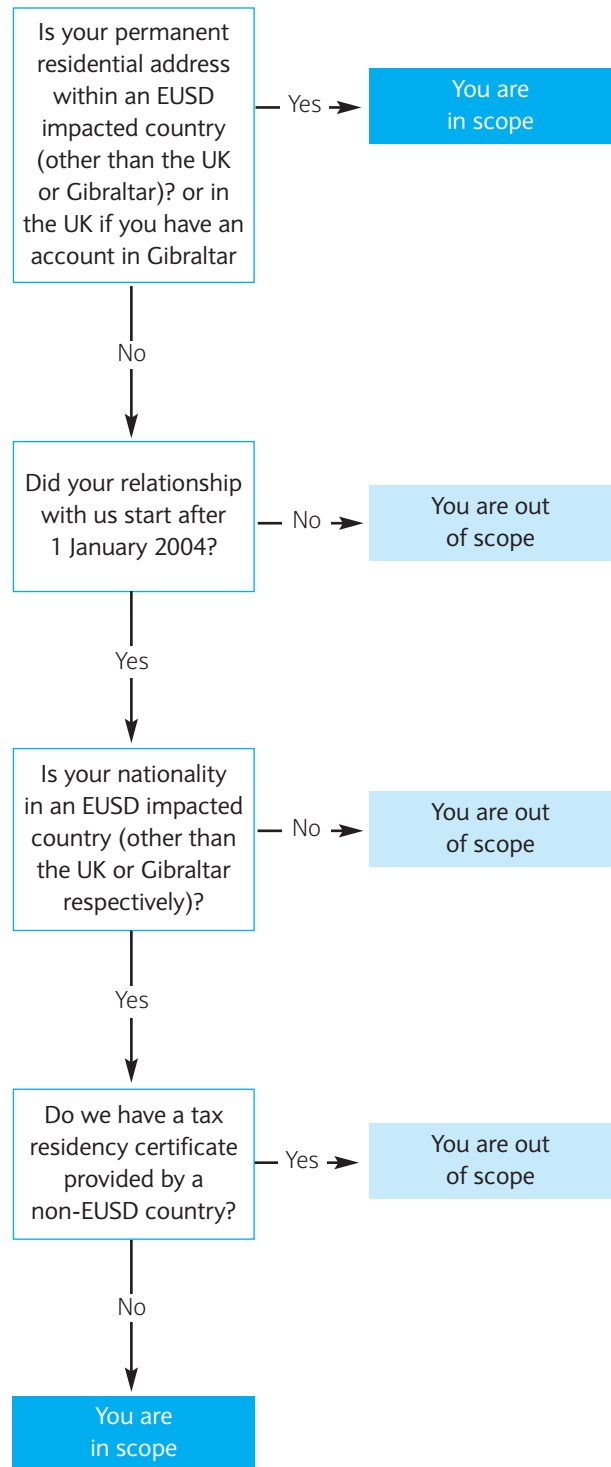 Is your permanent
residential address
within an EUSD
impacted country
(other than the UK
or Gibraltar)? or in
the UK if you have an
account in Gibraltar
Yes
You are
in scope
No
Did your relationship
with us start after
1 January 2004?
No
You are out
of scope
Yes
Is your nationality
in an EUSD impacted
country (other than
the UK or Gibraltar
respectively)?
No
You are out
of scope
Yes
Do we have a tax
residency certificate
provided by a
non-EUSD country?
Yes
You are out
of scope
No
You are
in scope